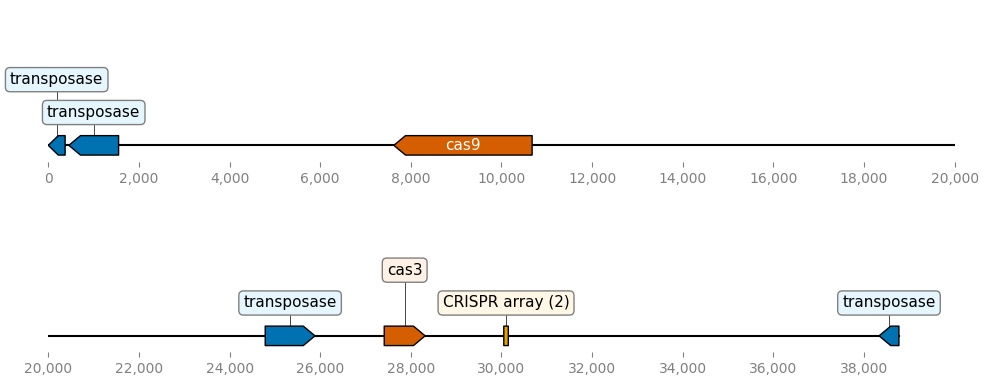 transposase
transposase
cas9
0 2,000 4,000 6,000 8,000 10,000 12,000 14,000 16,000 18,000 20,000
cas3
transposase CRISPR array (2) transposase
20,000 22,000 24,000 26,000 28,000 30,000 32,000 34,000 36,000 38,000